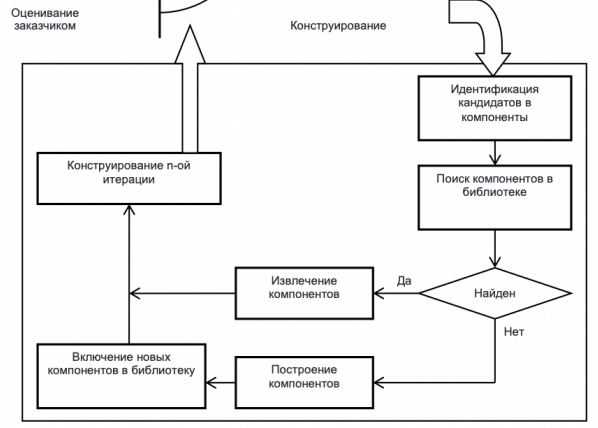 Оценивание
заказчиком
Конструирование
Идентификация
кандидатов в
компоненты
Конструирование n-ой
итерации
Поиск компонентов в
библиотеке
Извлечение
компонентов
Да
Найден
Нет
Включение новых
компонентов в библиотеку
Построение
компонентов